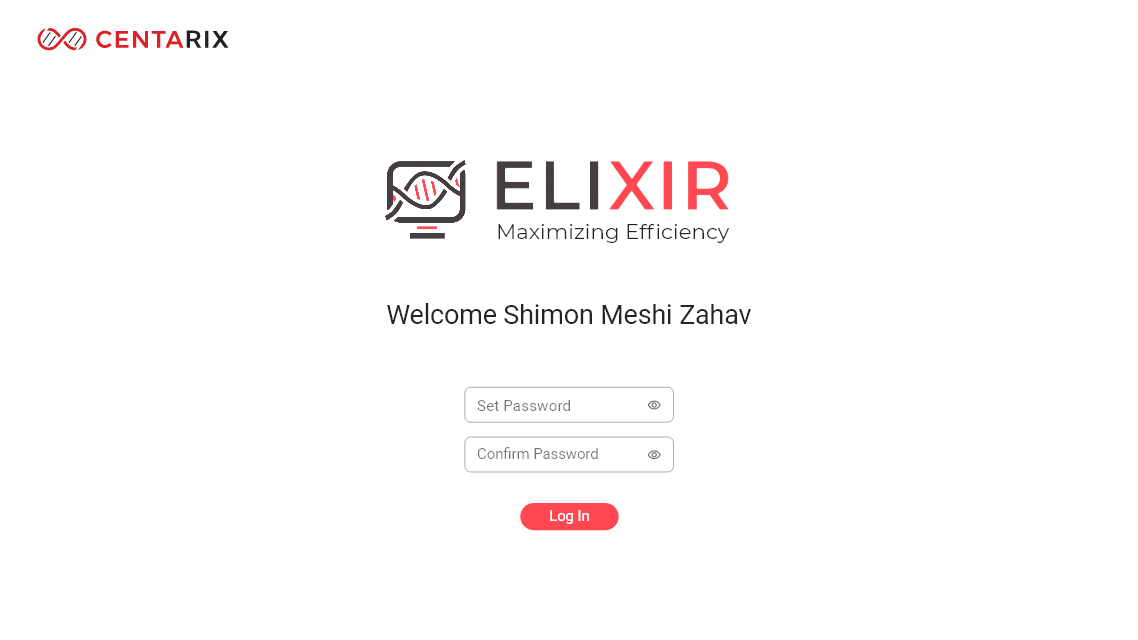 CENTARIX
ELIXIR
Maximizing Efficiency
Welcome Shimon Meshi Zahav
Set Password
Confirm Password
Log In